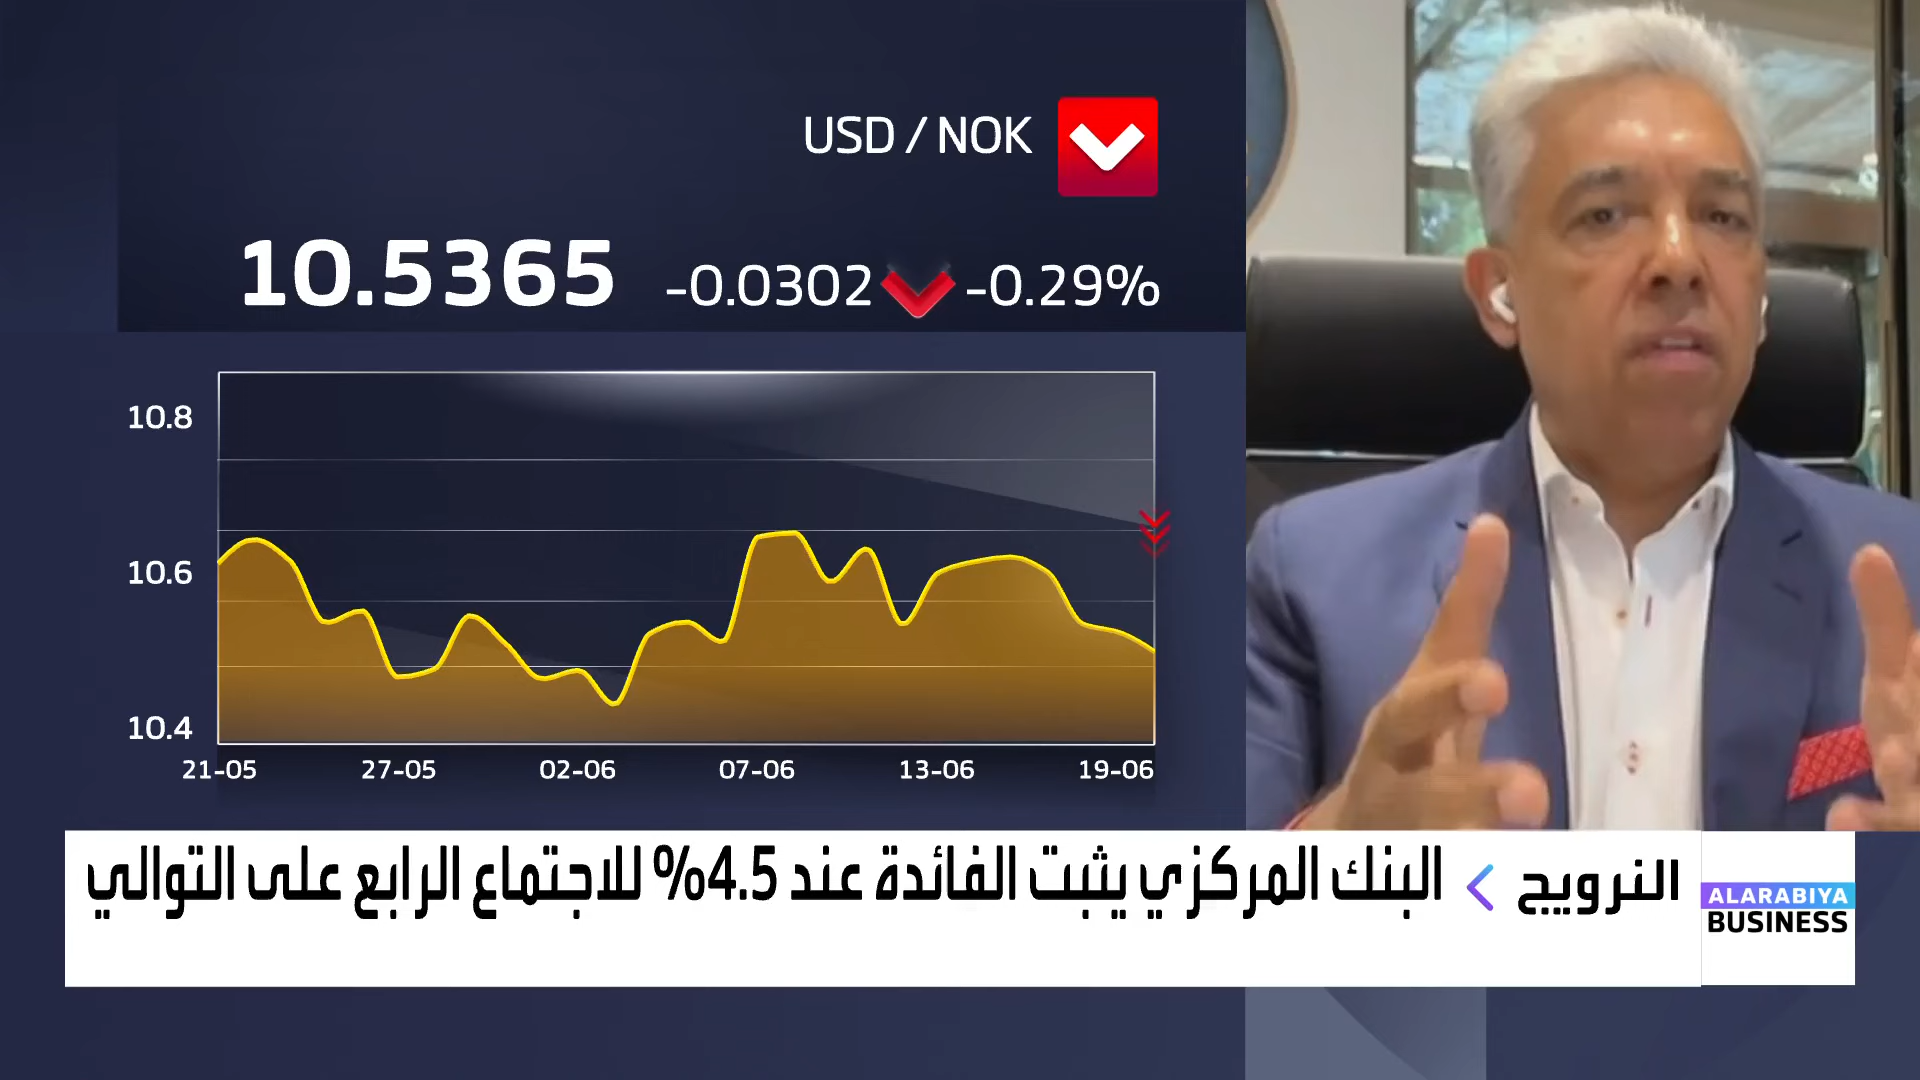 USD / NOK
10.5365 -0.0302 -0.29%
10.8
10.6
10.4
21-05 27-05 02-06 07-06 13-06 19-06
النرويج البنك المركزي يثبت الفائدة عند 4.5% للاجتماع الرابع على التوالي
ALARABIYA
BUSINESS